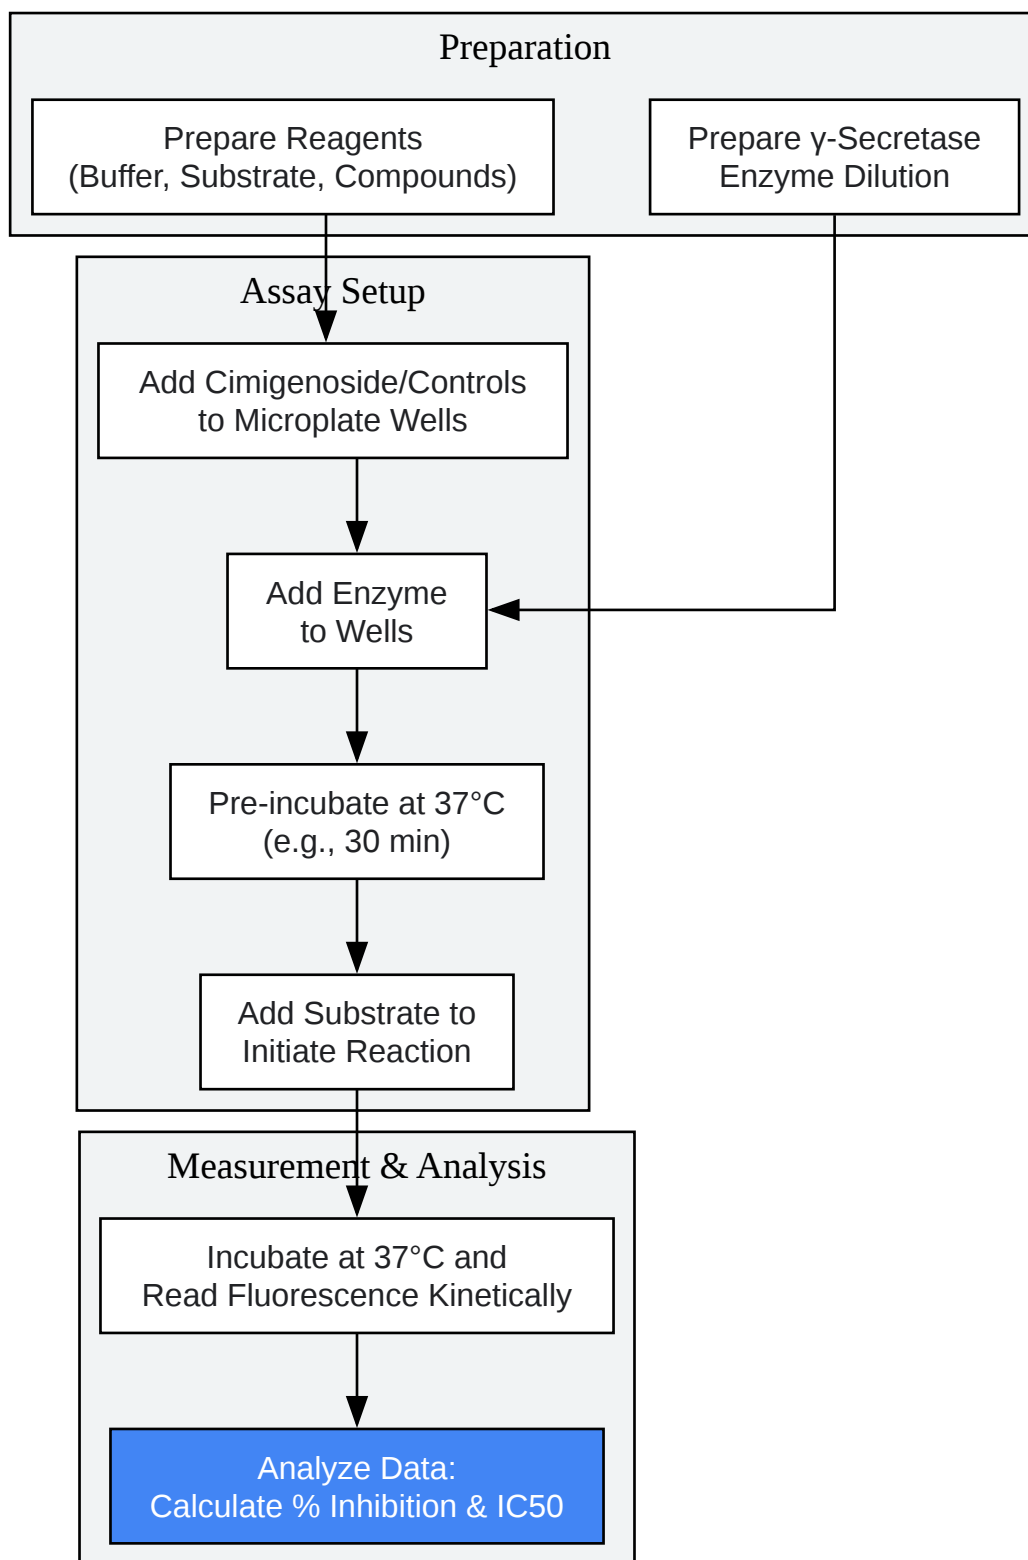 Preparation
Prepare Reagents
(Buffer, Substrate, Compounds)
Prepare γ-Secretase
Enzyme Dilution
Assay Setup
Add Cimigenoside/Controls
to Microplate Wells
Add Enzyme
to Wells
Pre-incubate at 37°C
(e.g., 30 min)
Add Substrate to
Initiate Reaction
Measurement & Analysis
Incubate at 37°C and
Read Fluorescence Kinetically
Analyze Data:
Calculate % Inhibition & IC50